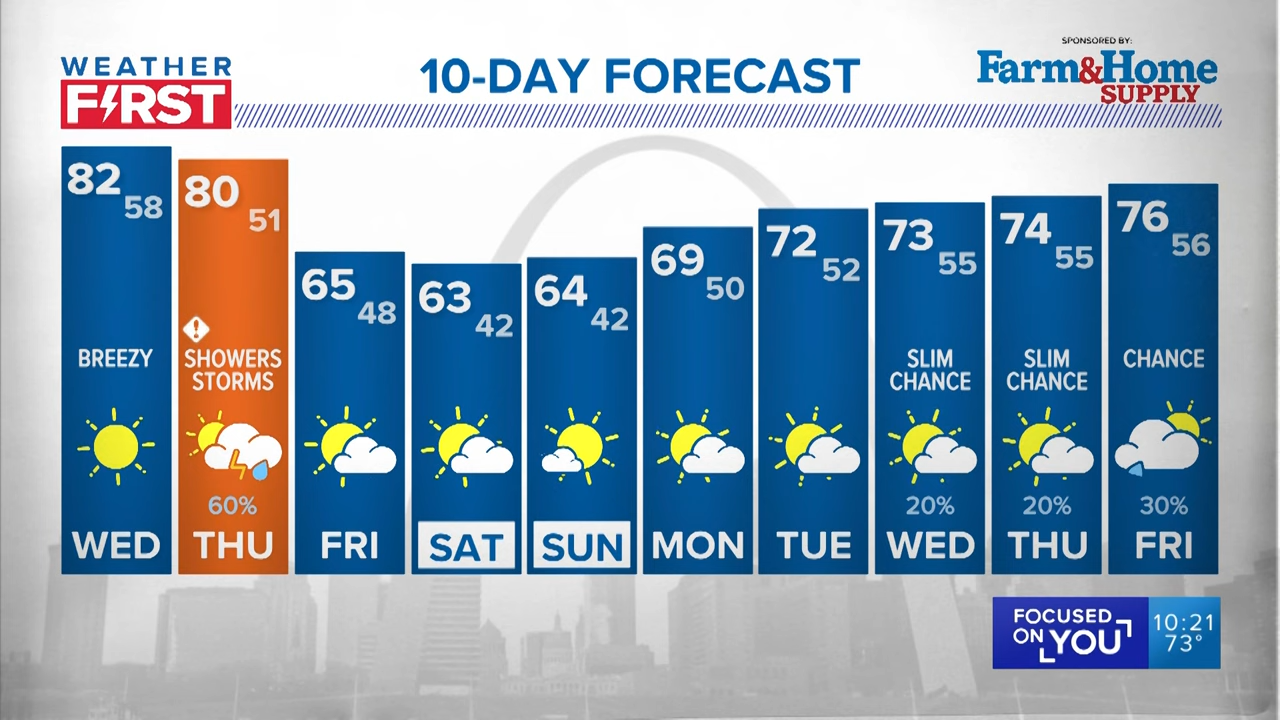 WEATHER
FIRST
10-DAY FORECAST
SPONSORED BY:
Farm&Home
SUPPLY
82 58
BREEZY
WED
80 51
!
SHOWERS
STORMS
60%
THU
65 48
FRI
63 42
SAT
64 42
SUN
69 50
MON
72 52
TUE
73 55
SLIM
CHANCE
20%
WED
74 55
SLIM
CHANCE
20%
THU
76 56
CHANCE
30%
FRI
FOCUSED
ON YOU
10:21
73°